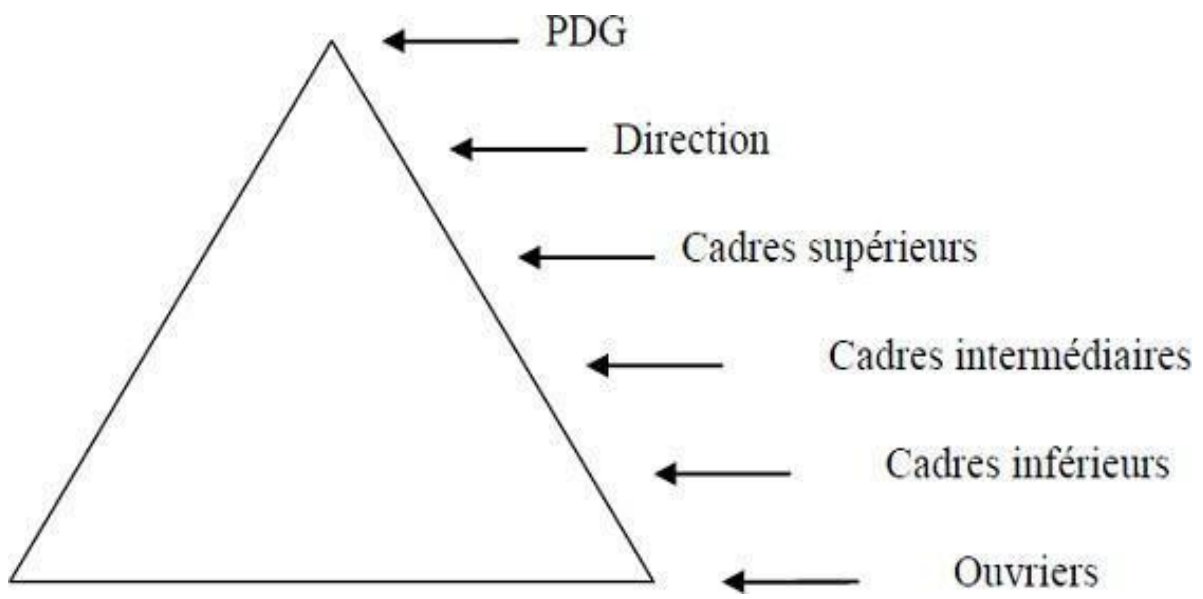 PDG
Direction
Cadres supérieurs
Cadres intermédiaires
Cadres inférieurs
Ouvriers